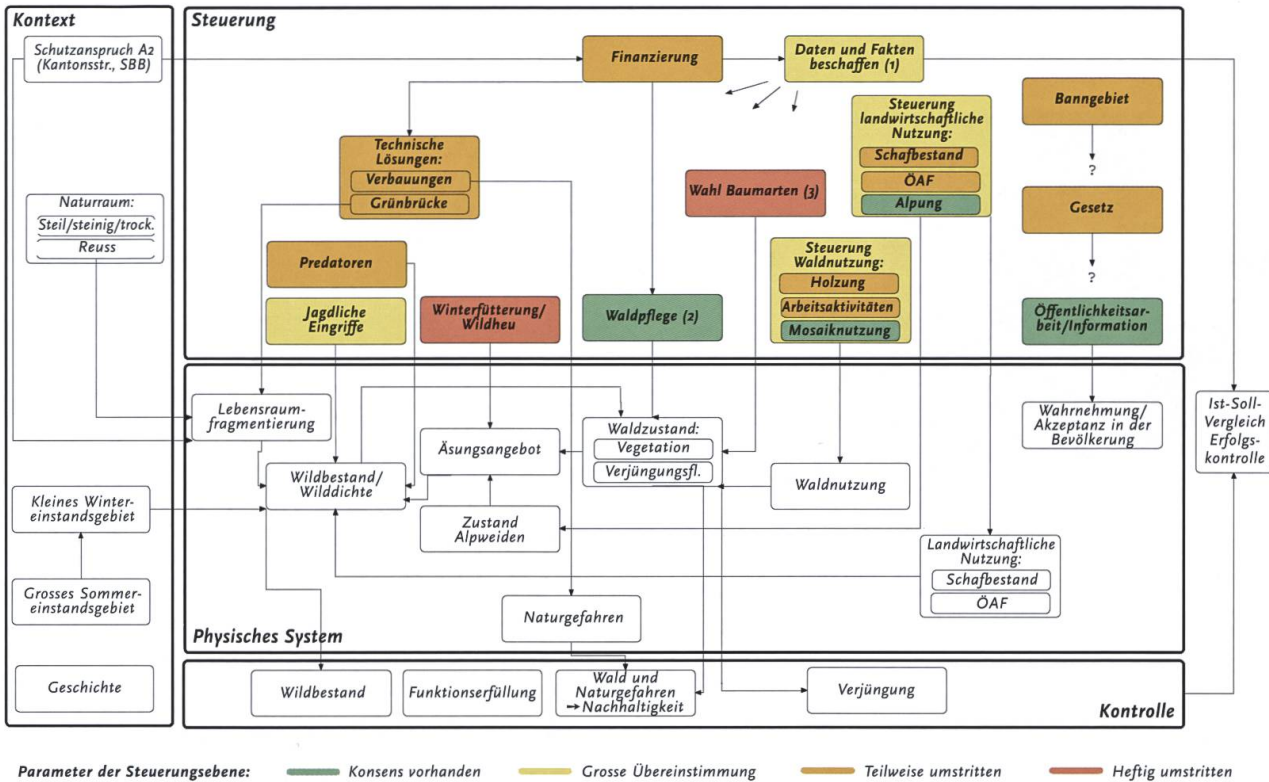 Kontext
Schutzanspruch A2
(Kantonsstr., SBB)
Naturraum:
Steil/steinig/trock.
Reuss
Kleines Winter-
einstandsgebiet
Grosses Sommer-
einstandsgebiet
Geschichte
Steuerung
Finanzierung
Daten und Fakten
beschaffen (1)
Technische
Lösungen:
Verbauungen
Grünbrücke
Steuerung
landwirtschaftliche
Nutzung:
Schafbestand
ÖAF
Alpung
Banngebiet
?
Gesetz
?
Wahl Baumarten (3)
Predatoren
Steuerung
Waldnutzung:
Holzung
Arbeitsaktivitäten
Mosaiknutzung
Jagdliche
Eingriffe
Winterfütterung/
Wildheu
Waldpflege (2)
Öffentlichkeitsar-
beit/Information
Lebensraum-
fragmentierung
Wildbestand/
Wilddichte
Äsungsangebot
Zustand
Alpweiden
Waldzustand:
Vegetation
Verjüngungsfl.
Waldnutzung
Wahrnehmung/
Akzeptanz in der
Bevölkerung
Landwirtschaftliche
Nutzung:
Schafbestand
ÖAF
Naturgefahren
Physisches System
Ist-Soll-
Vergleich
Erfolgs-
kontrolle
Wildbestand
Funktionserfüllung
Wald und
Naturgefahren
→ Nachhaltigkeit
Verjüngung
Kontrolle
Parameter der Steuerungsebene: Konsens vorhanden Grosse Übereinstimmung Teilweise umstritten Heftig umstritten